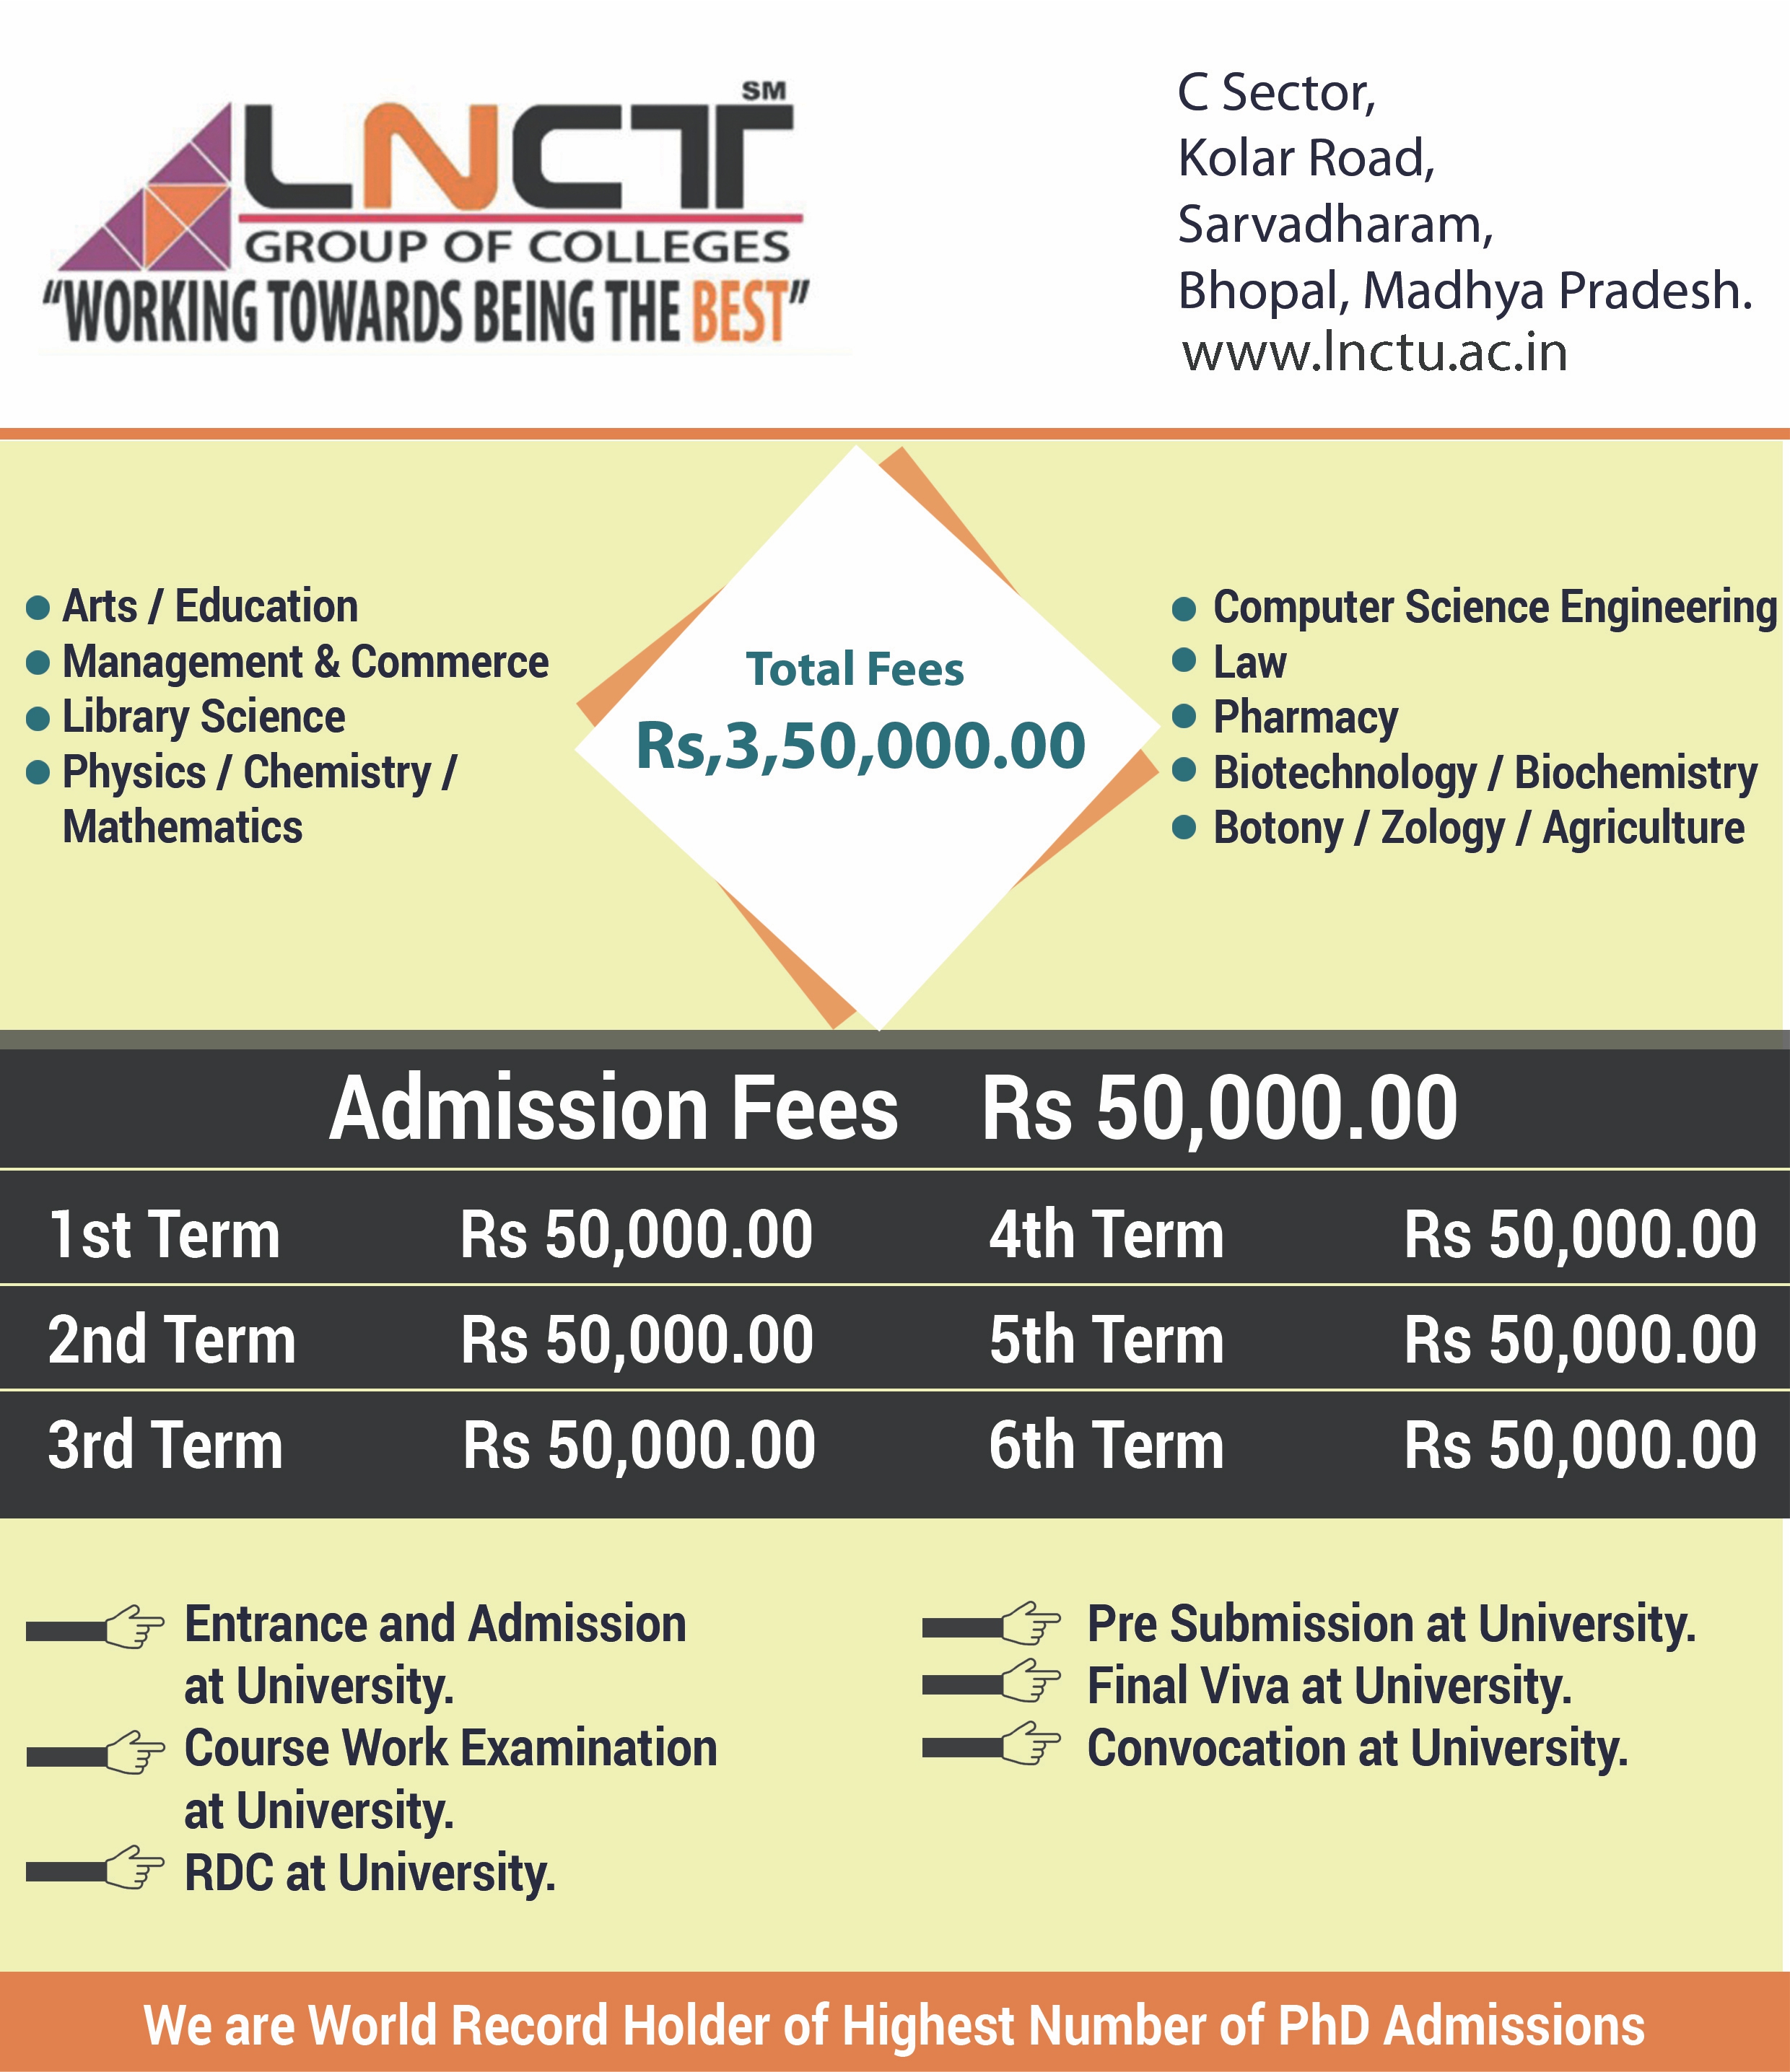 LNCT SM
GROUP OF COLLEGES
“WORKING TOWARDS BEING THE BEST”
C Sector,
Kolar Road,
Sarvadharam,
Bhopal, Madhya Pradesh.
www.lnctu.ac.in
Arts / Education
Management & Commerce
Library Science
Physics / Chemistry /
Mathematics
Total Fees
Rs,3,50,000.00
Computer Science Engineering
Law
Pharmacy
Biotechnology / Biochemistry
Botony / Zology / Agriculture
Admission Fees Rs 50,000.00
1st Term Rs 50,000.00 4th Term Rs 50,000.00
2nd Term Rs 50,000.00 5th Term Rs 50,000.00
3rd Term Rs 50,000.00 6th Term Rs 50,000.00
Entrance and Admission
at University.
Course Work Examination
at University.
RDC at University.
Pre Submission at University.
Final Viva at University.
Convocation at University.
We are World Record Holder of Highest Number of PhD Admissions